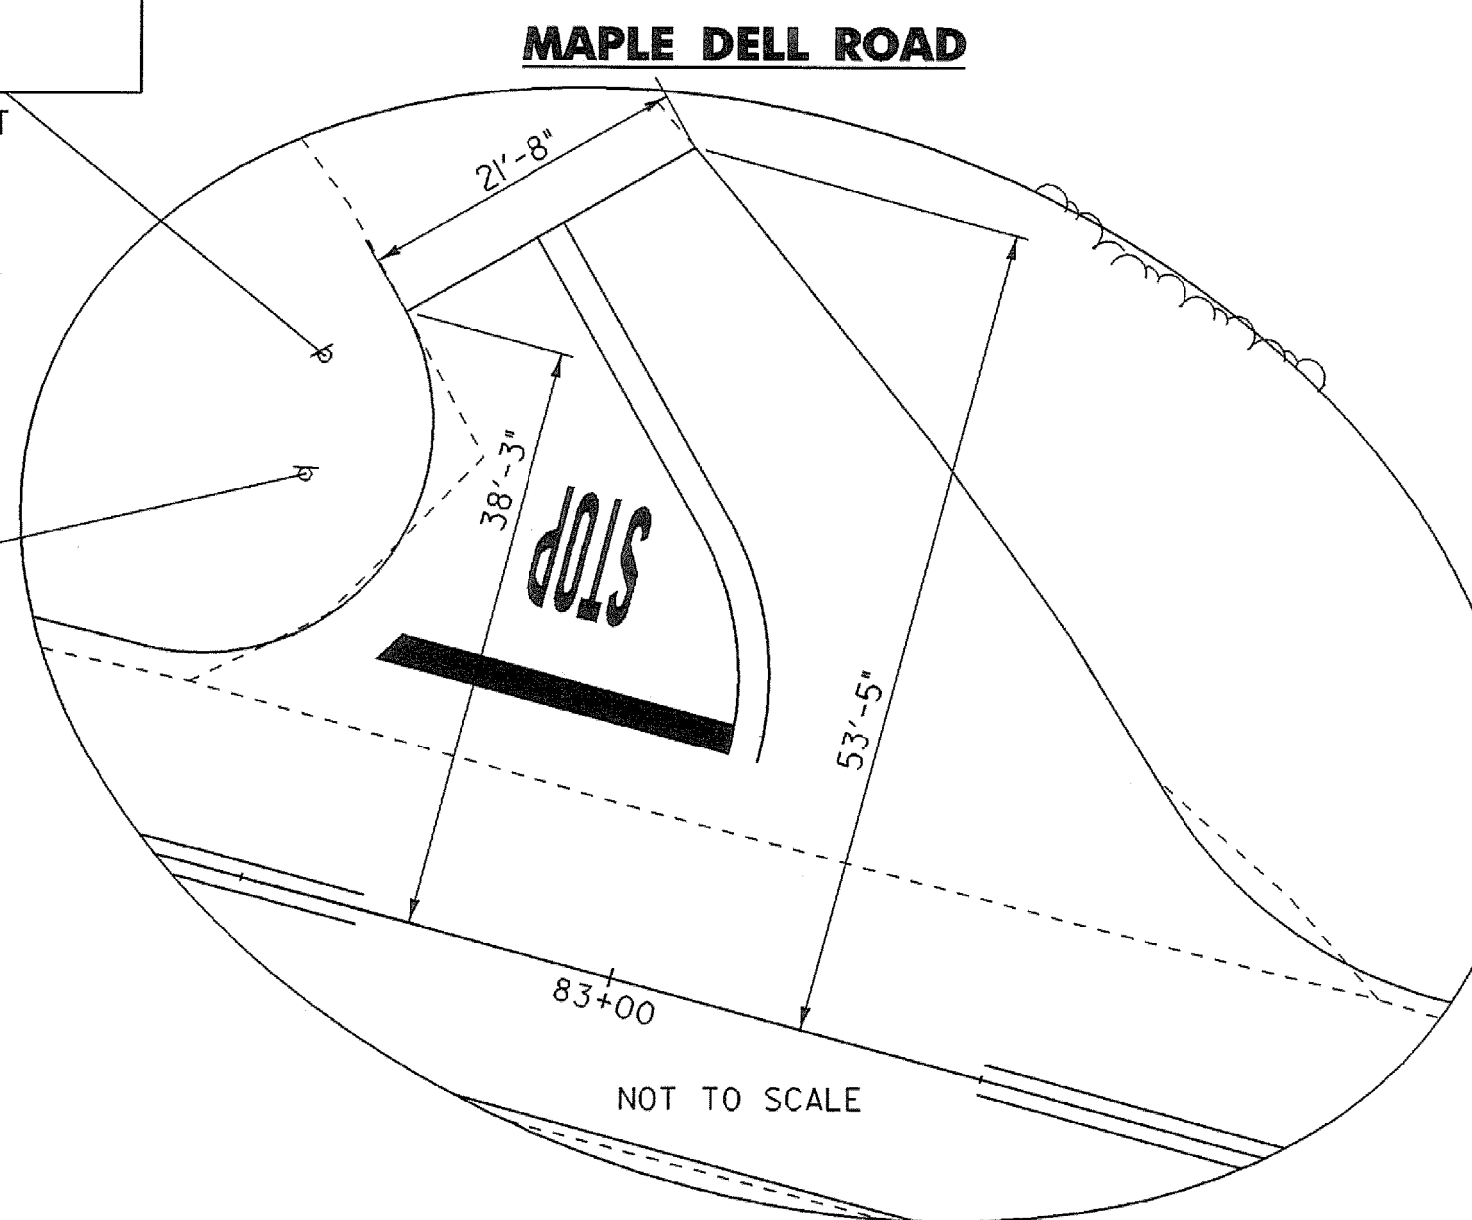 MAPLE DELL ROAD
T
21'-8"
38'-3"
STOP
53'-5"
83+00
NOT TO SCALE